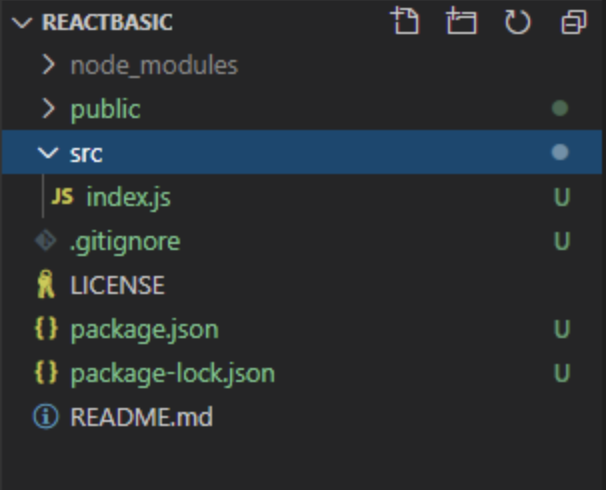 REACTBASIC
node_modules
public
src
JS index.js U
.gitignore U
LICENSE
{} package.json U
{} package-lock.json U
README.md